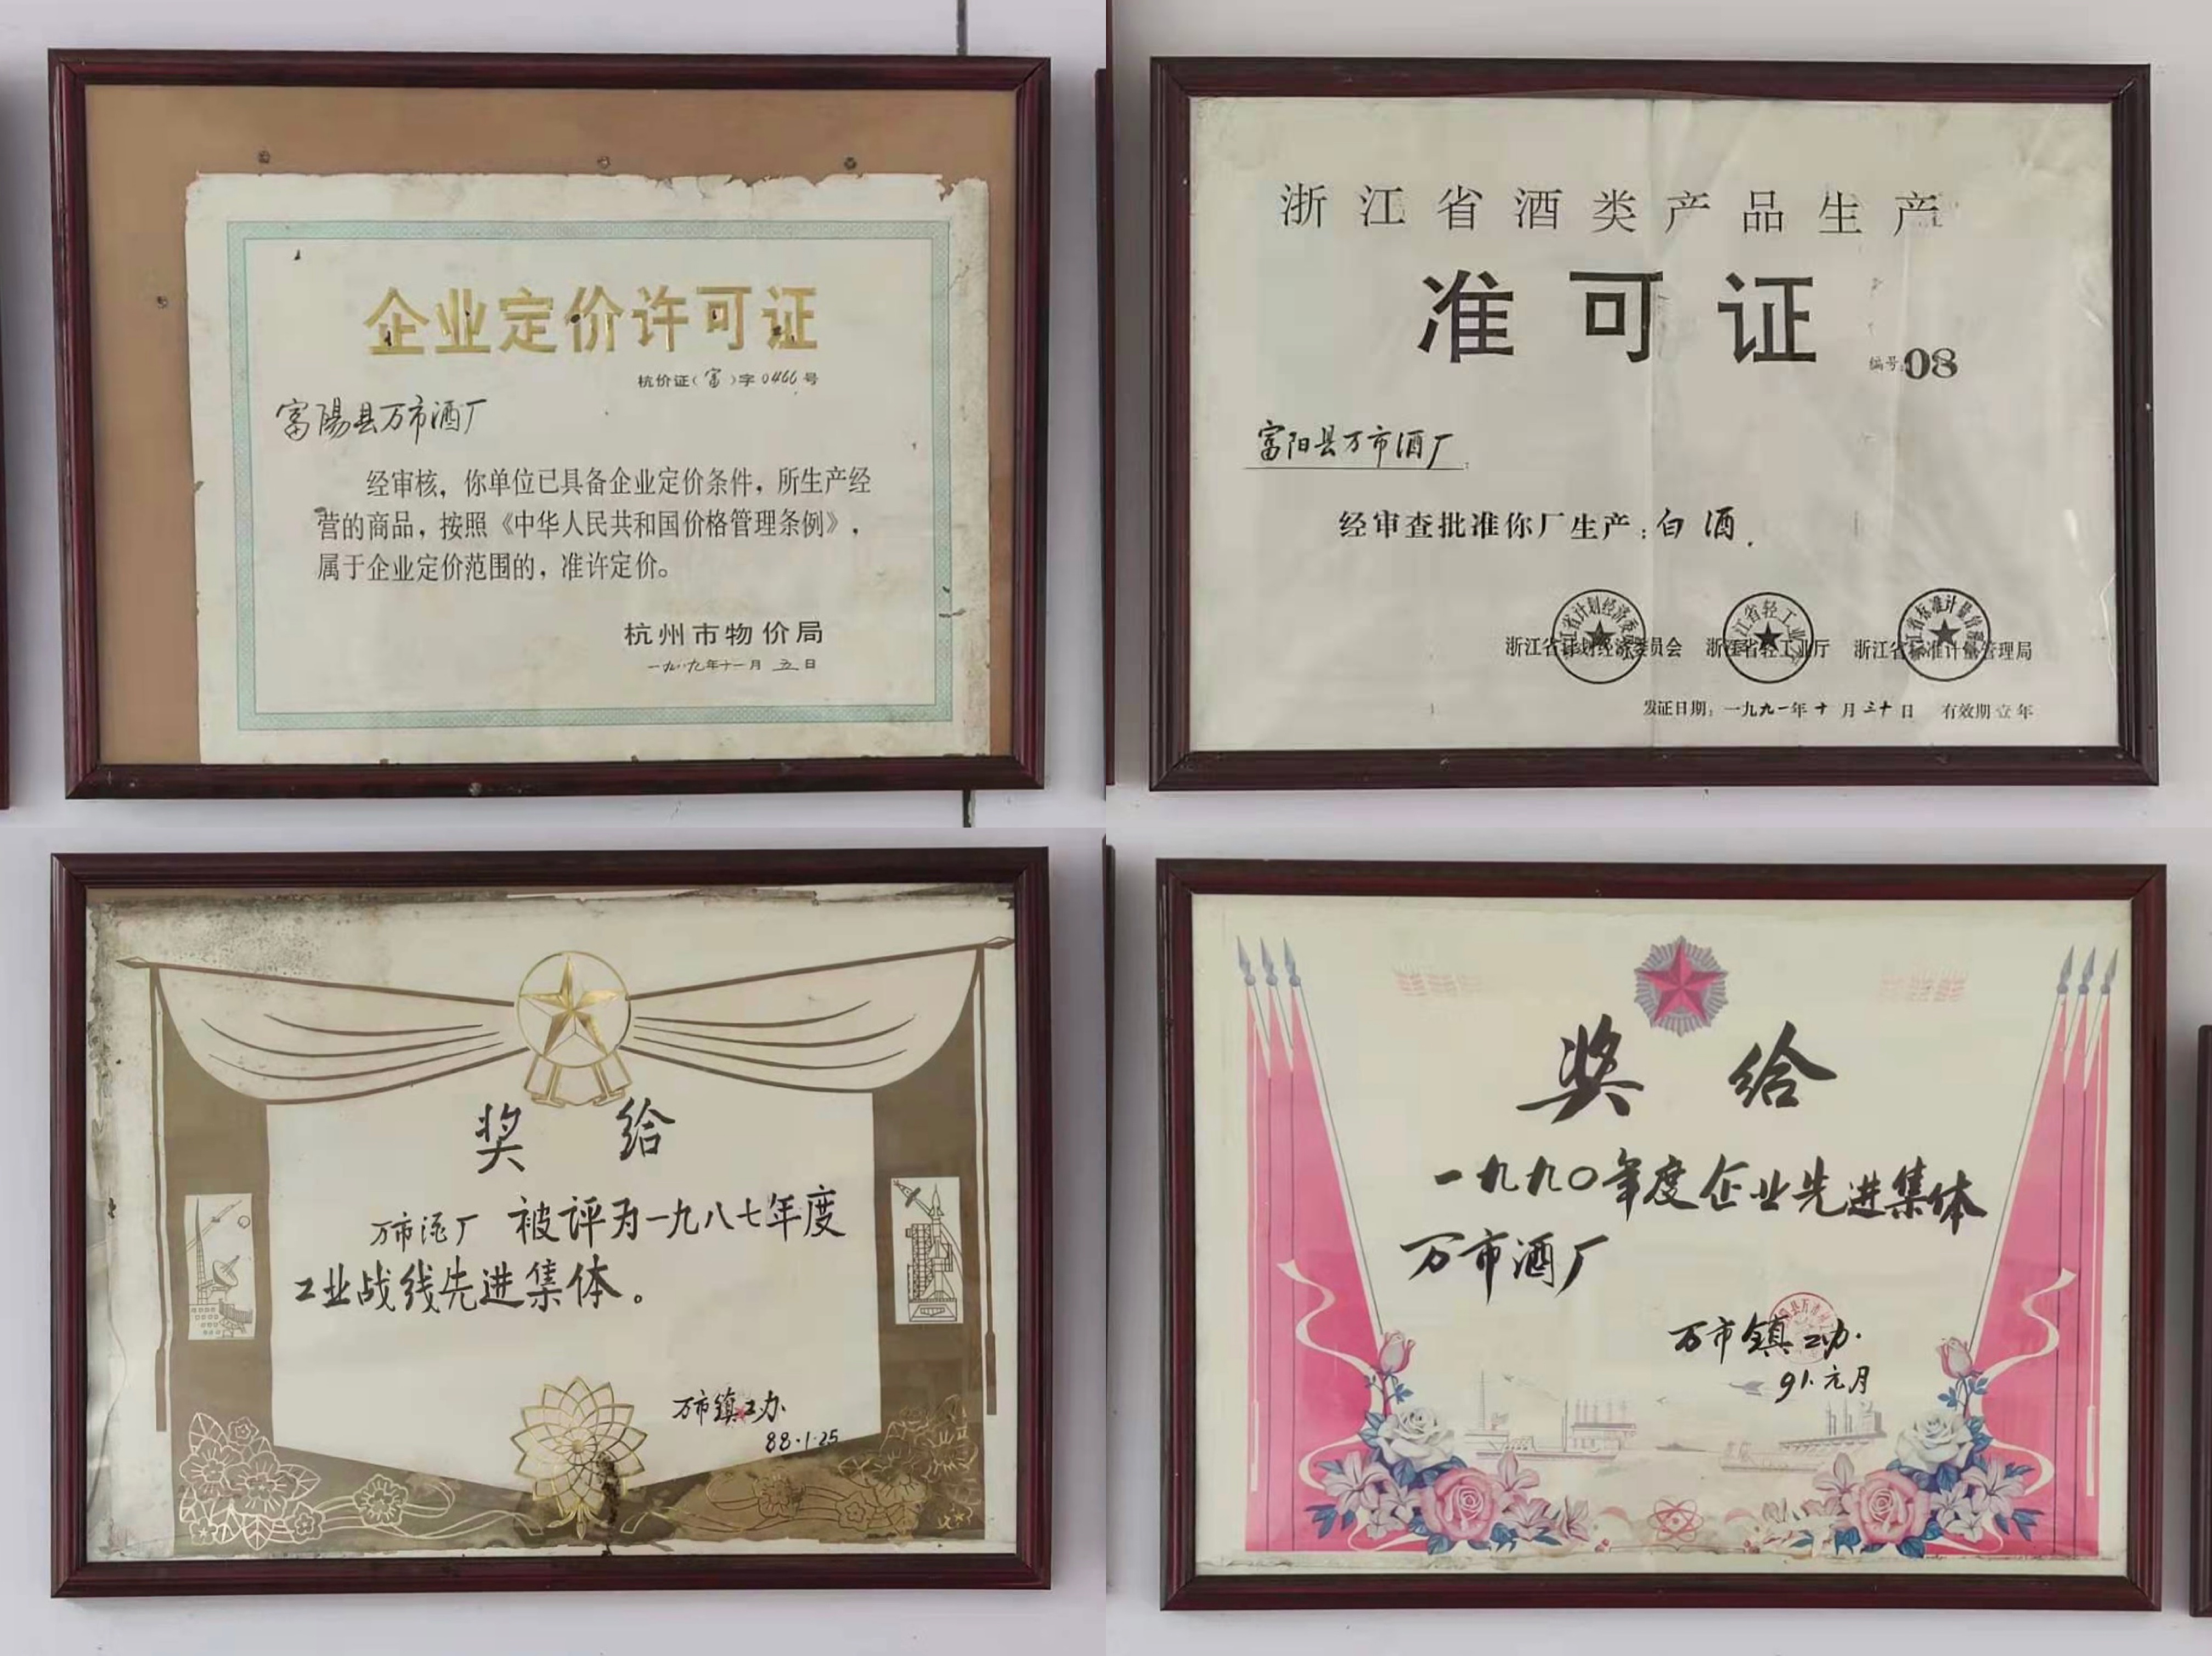 企业定价许可证
杭价证（富）字0466号
富陽县万市酒厂
经审核，你单位已具备企业定价条件，所生产经
营的商品，按照《中华人民共和国价格管理条例》，
属于企业定价范围的，准许定价。
杭州市物价局
一九八九年十一月五日
浙江省酒类产品生产
准可证
编号:08
富阳县万市酒厂：
经审查批准你厂生产：白酒.
浙江省计划经济委员会 浙江省轻工业厅 浙江省标准计量管理局
发证日期：一九九一年十月三十日 有效期壹年
奖给
万市酒厂 被评为一九八七年度
工业战线先进集体。
万市镇工办
88.1.25
奖给
一九九〇年度企业先进集体
万市酒厂
万市镇工办.
91.元月